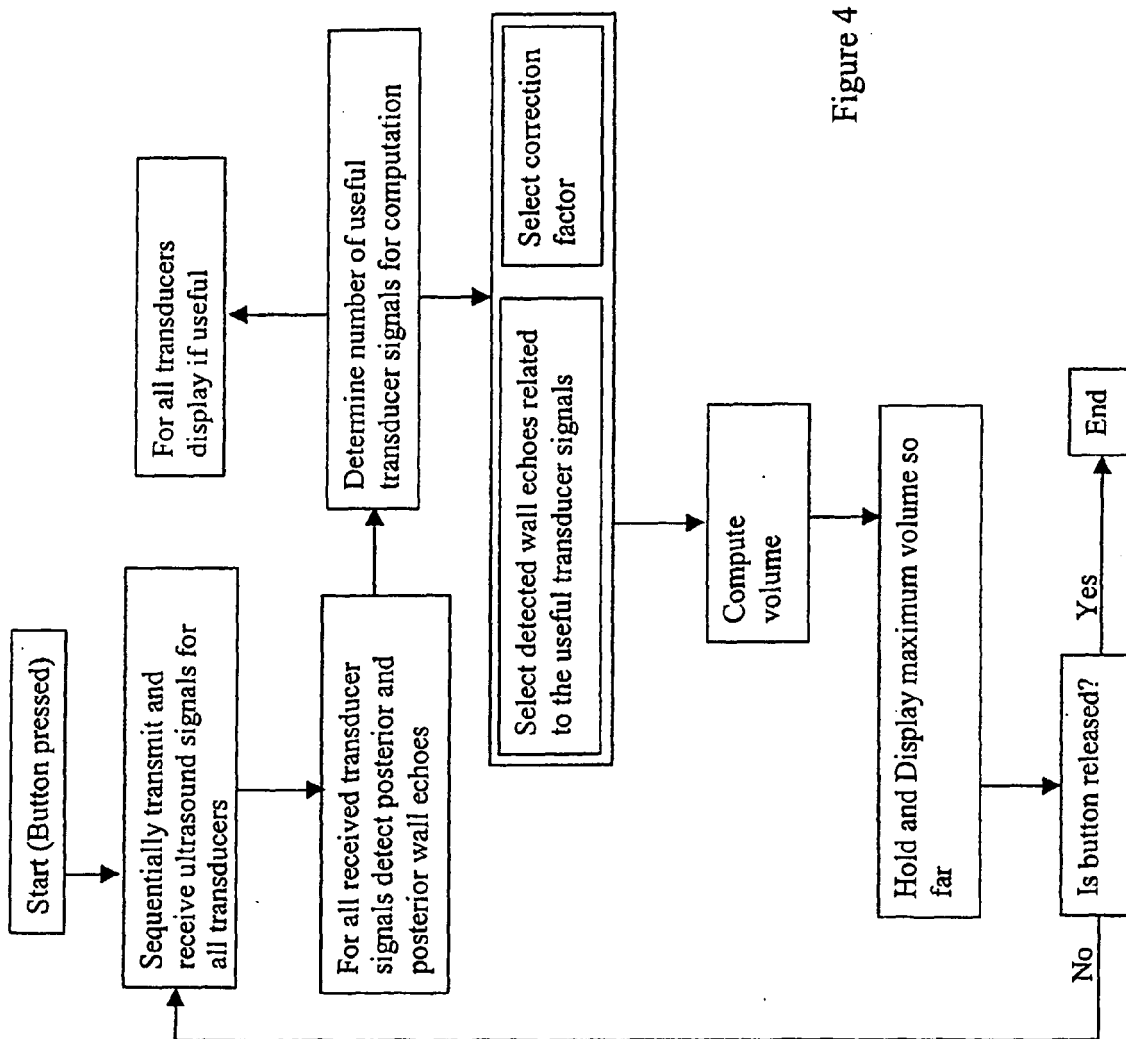 Start (Button pressed)
Sequentially transmit and
receive ultrasound signals for
all transducers
For all received transducer
signals detect posterior and
posterior wall echoes
For all transducers
display if useful
Determine number of useful
transducer signals for computation
Select detected wall echoes related
to the useful transducer signals
Select correction
factor
Compute
volume
Hold and Display maximum volume so
far
Is button released?
Yes
End
No
Figure 4